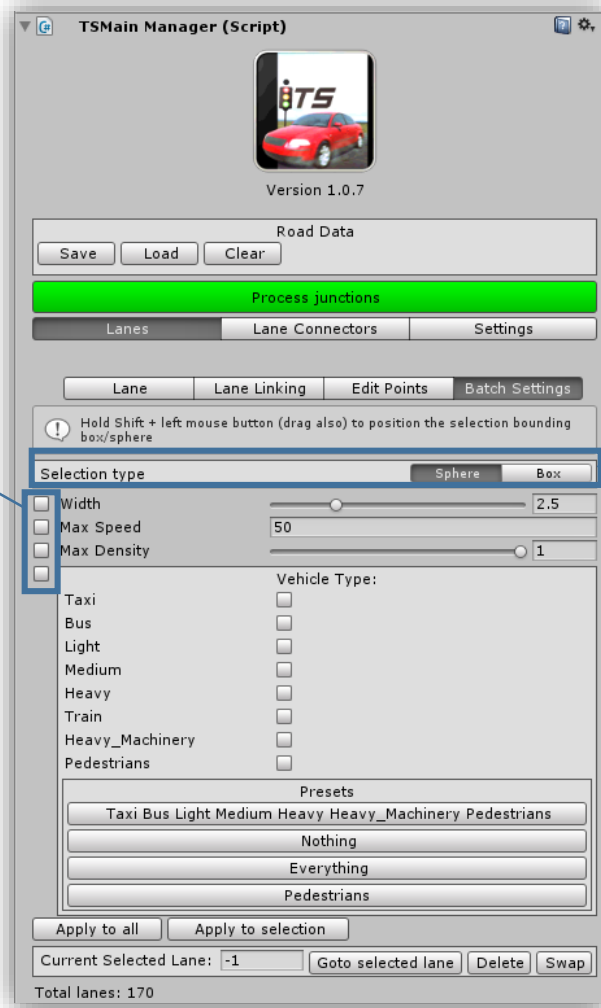 TSMain Manager (Script)
iTS
Version 1.0.7
Road Data
Save Load Clear
Process junctions
Lanes Lane Connectors Settings
Lane Lane Linking Edit Points Batch Settings
Hold Shift + left mouse button (drag also) to position the selection bounding
box/sphere
Selection type Sphere Box
Width 2.5
Max Speed 50
Max Density 1
Vehicle Type:
Taxi
Bus
Light
Medium
Heavy
Train
Heavy_Machinery
Pedestrians
Presets
Taxi Bus Light Medium Heavy Heavy_Machinery Pedestrians
Nothing
Everything
Pedestrians
Apply to all Apply to selection
Current Selected Lane: -1 Goto selected lane Delete Swap
Total lanes: 170